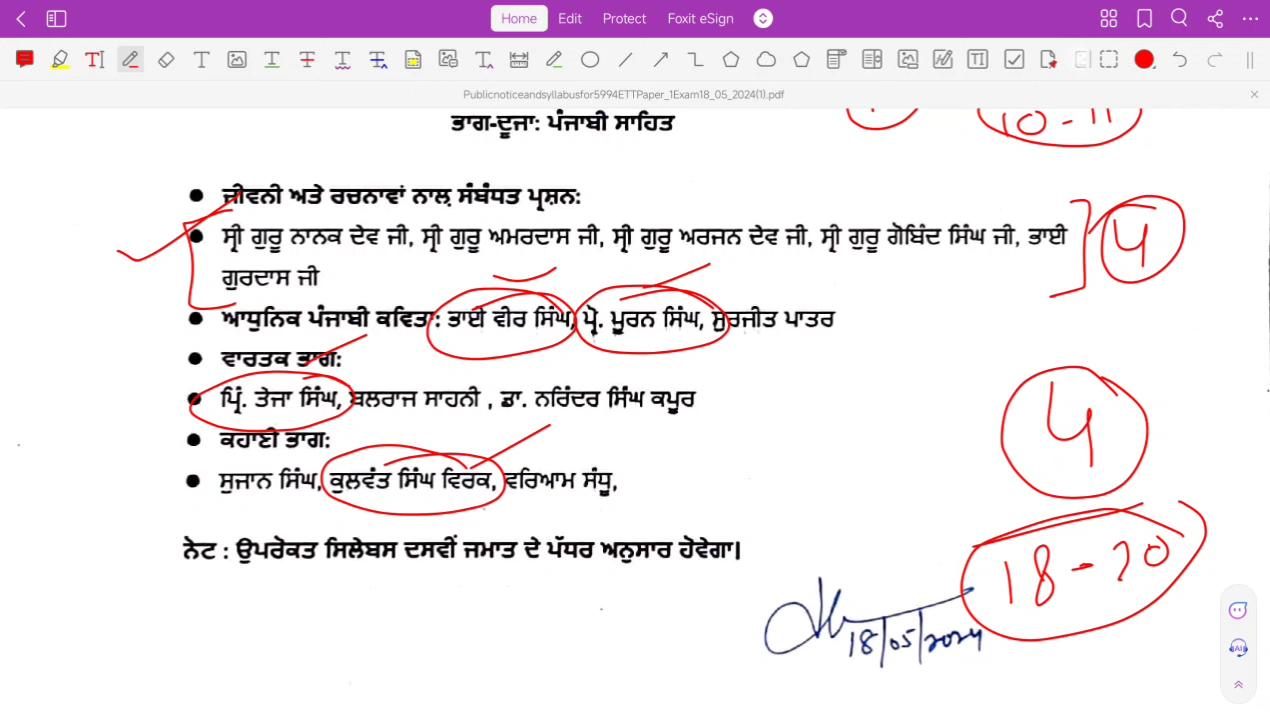 Home Edit Protect Foxit eSign
Publicnoticeandsyllabusfor5994ETTPaper_1Exam18_05_2024(1).pdf
10-11
ਭਾਗ-ਦੂਜਾ: ਪੰਜਾਬੀ ਸਾਹਿਤ
ਜੀਵਨੀ ਅਤੇ ਰਚਨਾਵਾਂ ਨਾਲ਼ ਸੰਬੰਧਤ ਪ੍ਰਸ਼ਨ:
ਸ੍ਰੀ ਗੁਰੂ ਨਾਨਕ ਦੇਵ ਜੀ, ਸ੍ਰੀ ਗੁਰੂ ਅਮਰਦਾਸ ਜੀ, ਸ੍ਰੀ ਗੁਰੂ ਅਰਜਨ ਦੇਵ ਜੀ, ਸ੍ਰੀ ਗੁਰੂ ਗੋਬਿੰਦ ਸਿੰਘ ਜੀ, ਭਾਈ
ਗੁਰਦਾਸ ਜੀ
4
ਆਧੁਨਿਕ ਪੰਜਾਬੀ ਕਵਿਤਾ: ਭਾਈ ਵੀਰ ਸਿੰਘ, ਪ੍ਰੋ. ਪੂਰਨ ਸਿੰਘ, ਸੁਰਜੀਤ ਪਾਤਰ
ਵਾਰਤਕ ਭਾਗ:
ਪ੍ਰਿੰ. ਤੇਜਾ ਸਿੰਘ, ਬਲਰਾਜ ਸਾਹਨੀ , ਡਾ. ਨਰਿੰਦਰ ਸਿੰਘ ਕਪੂਰ
4
ਕਹਾਣੀ ਭਾਗ:
ਸੁਜਾਨ ਸਿੰਘ, ਕੁਲਵੰਤ ਸਿੰਘ ਵਿਰਕ, ਵਰਿਆਮ ਸੰਧੂ,
ਨੋਟ : ਉਪਰੋਕਤ ਸਿਲੇਬਸ ਦਸਵੀਂ ਜਮਾਤ ਦੇ ਪੱਧਰ ਅਨੁਸਾਰ ਹੋਵੇਗਾ।
18-20
18/05/2024